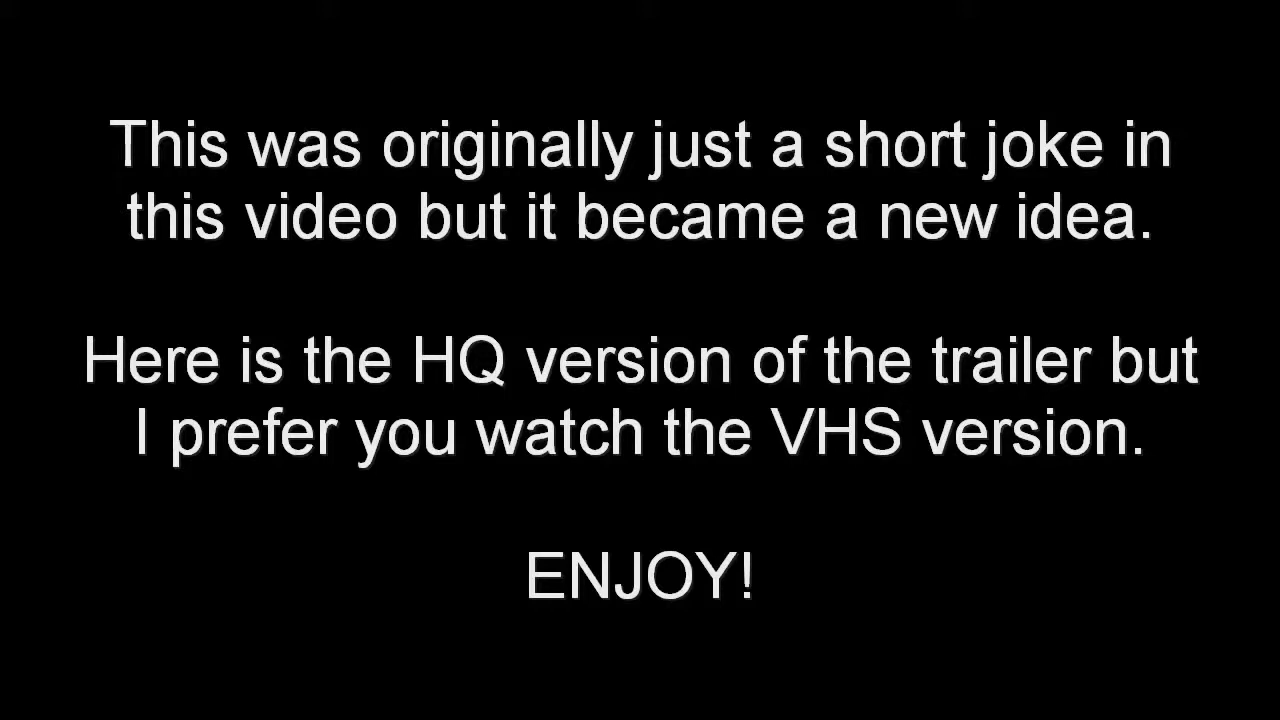 This was originally just a short joke in
this video but it became a new idea.
Here is the HQ version of the trailer but
I prefer you watch the VHS version.
ENJOY!